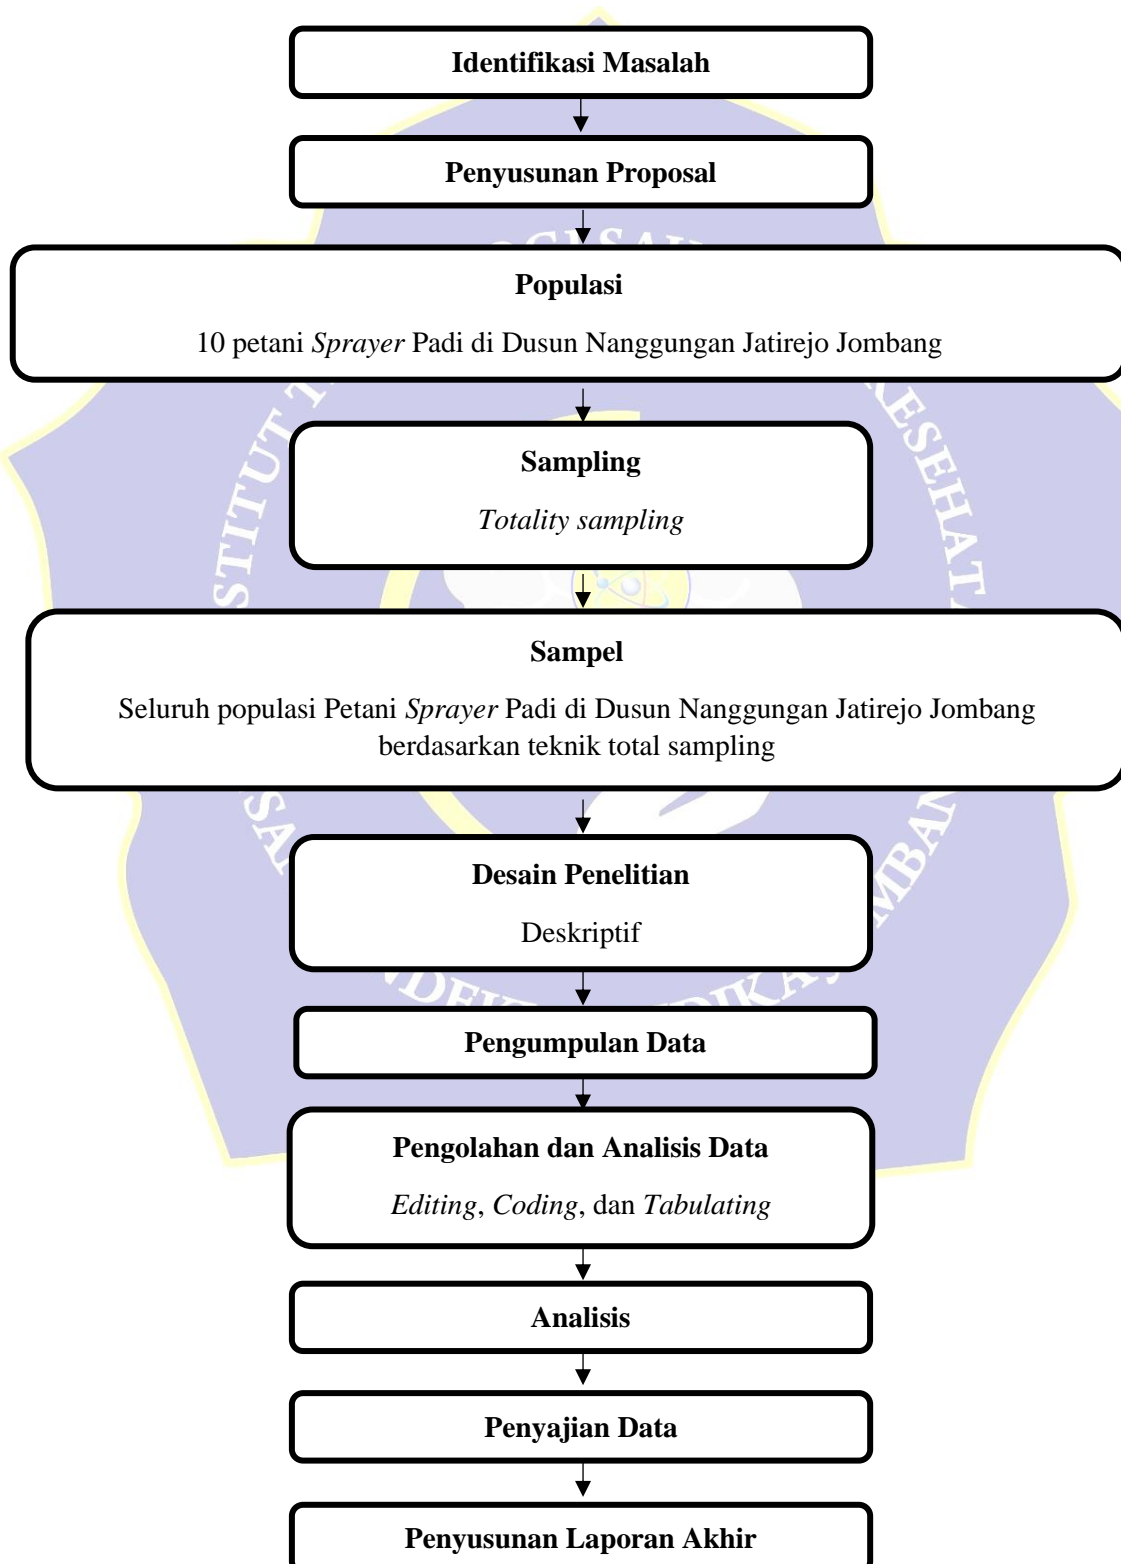 Identifikasi Masalah
Penyusunan Proposal
Populasi
10 petani Sprayer Padi di Dusun Nanggungan Jatirejo Jombang
Sampling
Totality sampling
Sampel
Seluruh populasi Petani Sprayer Padi di Dusun Nanggungan Jatirejo Jombang
berdasarkan teknik total sampling
Desain Penelitian
Deskriptif
Pengumpulan Data
Pengolahan dan Analisis Data
Editing, Coding, dan Tabulating
Analisis
Penyajian Data
Penyusunan Laporan Akhir